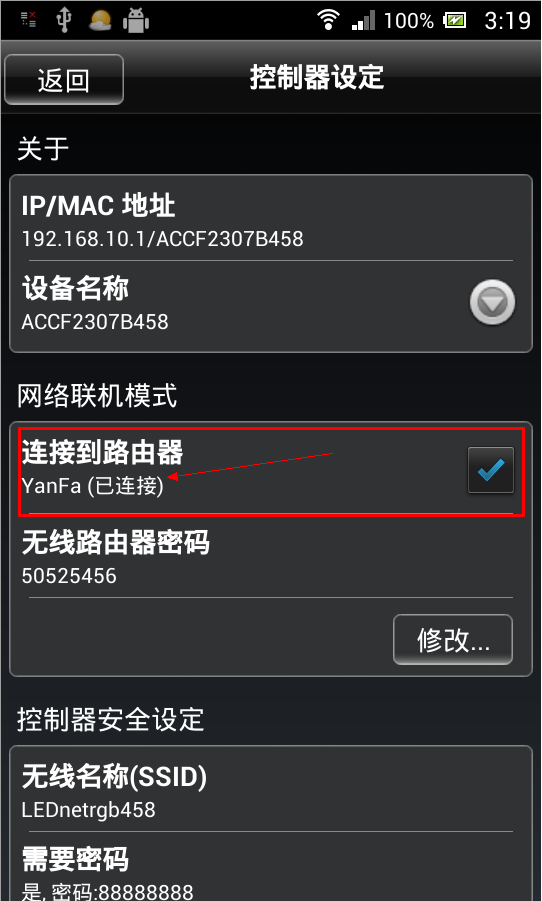 100% 3:19
返回 控制器设定
关于
IP/MAC 地址
192.168.10.1/ACCF2307B458
设备名称
ACCF2307B458
网络联机模式
连接到路由器
YanFa (已连接)
无线路由器密码
50525456
修改...
控制器安全设定
无线名称(SSID)
LEDnetrgb458
需要密码
是, 密码:88888888